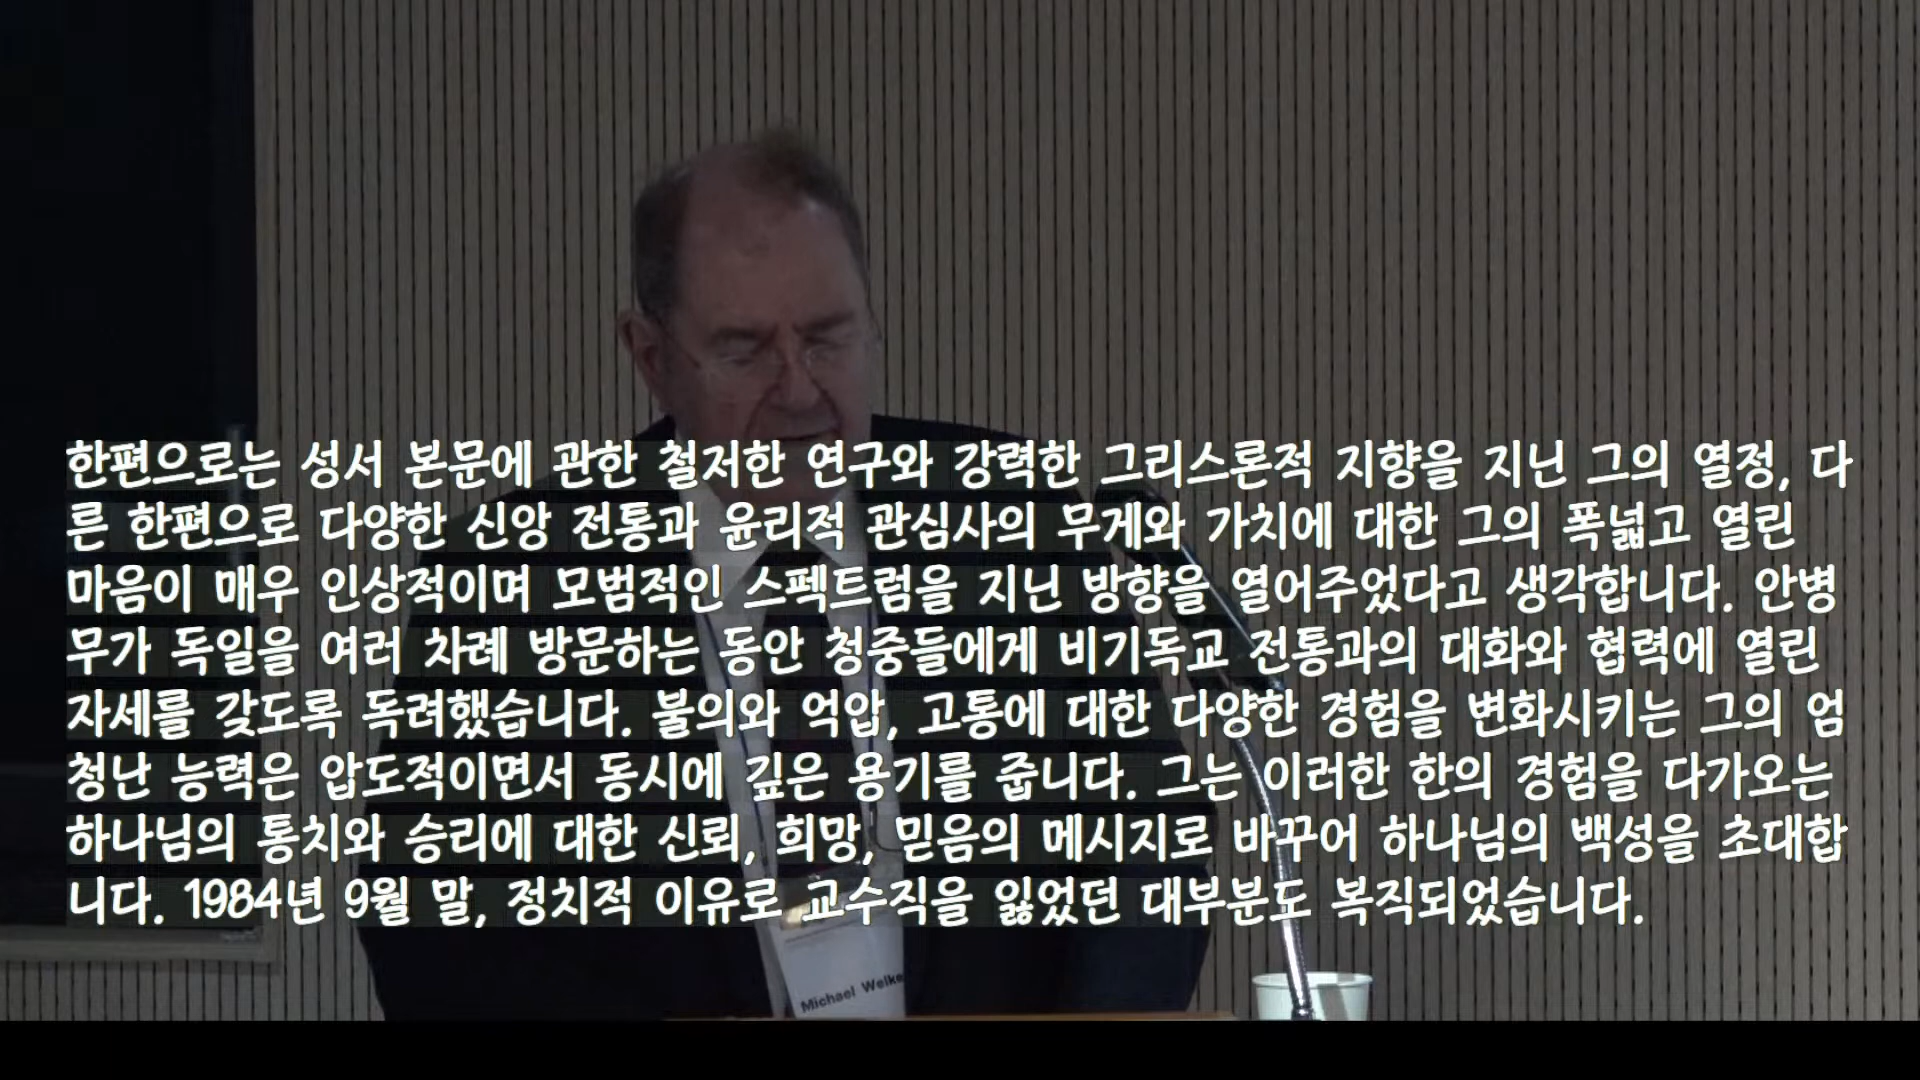 한편으로는 성서 본문에 관한 철저한 연구와 강력한 그리스론적 지향을 지닌 그의 열정, 다
른 한편으로 다양한 신앙 전통과 윤리적 관심사의 무게와 가치에 대한 그의 폭넓고 열린
마음이 매우 인상적이며 모범적인 스펙트럼을 지닌 방향을 열어주었다고 생각합니다. 안병
무가 독일을 여러 차례 방문하는 동안 청중들에게 비기독교 전통과의 대화와 협력에 열린
자세를 갖도록 독려했습니다. 불의와 억압, 고통에 대한 다양한 경험을 변화시키는 그의 엄
청난 능력은 압도적이면서 동시에 깊은 용기를 줍니다. 그는 이러한 한의 경험을 다가오는
하나님의 통치와 승리에 대한 신뢰, 희망, 믿음의 메시지로 바꾸어 하나님의 백성을 초대합
니다. 1984년 9월 말, 정치적 이유로 교수직을 잃었던 대부분도 복직되었습니다.
Michael Welke